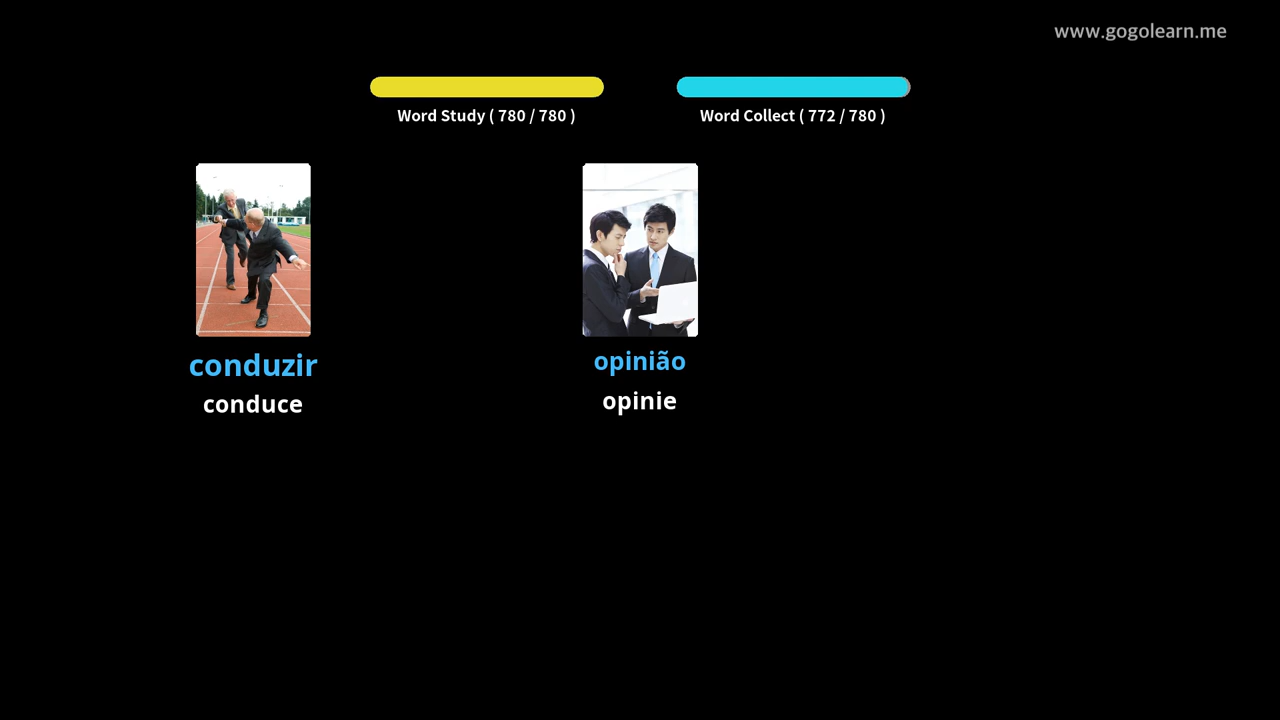 www.gogolearn.me
Word Study ( 780 / 780 )
Word Collect ( 772 / 780 )
conduzir
conduce
opinião
opinie